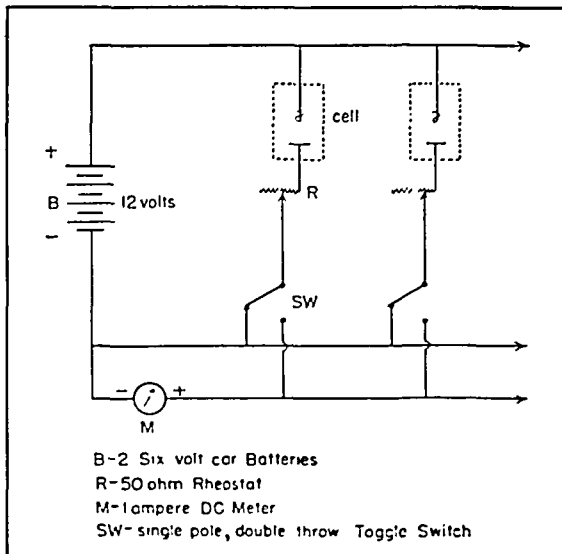 cell
+
R
B 12 volts
−
SW
− i +
M
B-2 Six volt car Batteries
R-50 ohm Rheostat
M-1 ampere DC Meter
SW- single pole, double throw Toggle Switch